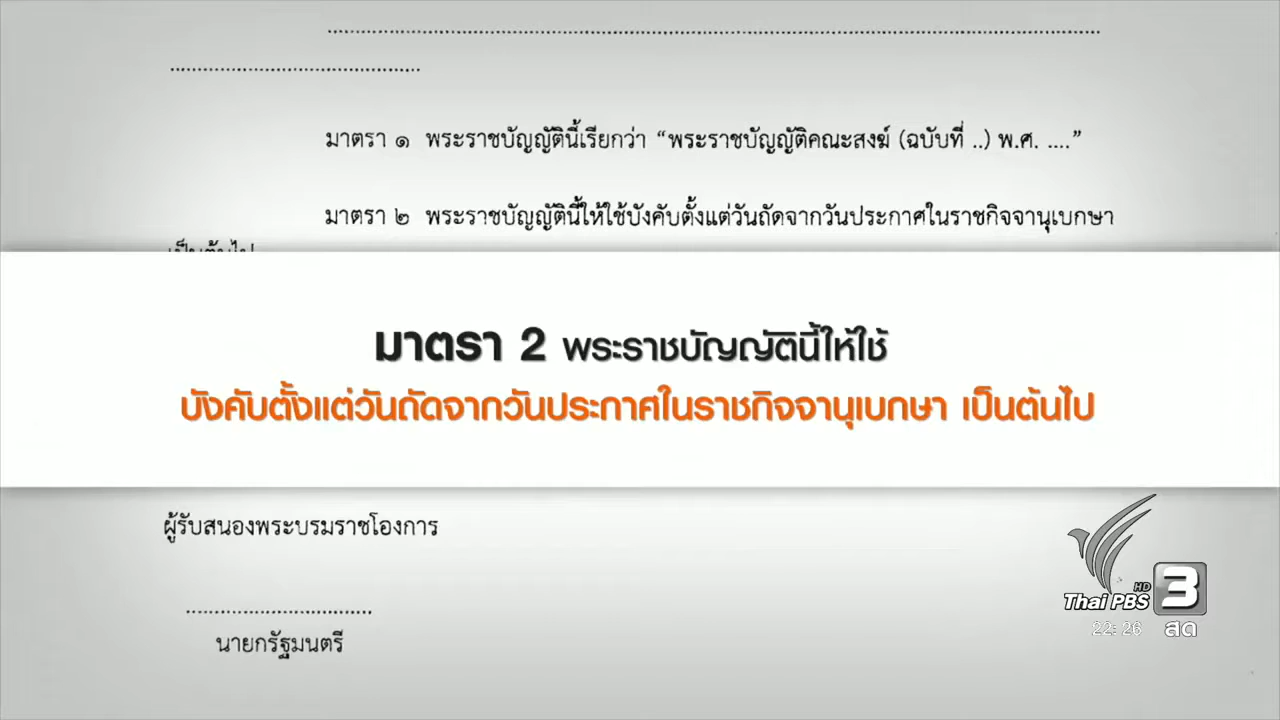 ................................................................................
........................................
มาตรา ๑ พระราชบัญญัตินี้เรียกว่า “พระราชบัญญัติคณะสงฆ์ (ฉบับที่ ..) พ.ศ. ....”
มาตรา ๒ พระราชบัญญัตินี้ให้ใช้บังคับตั้งแต่วันถัดจากวันประกาศในราชกิจจานุเบกษา
เป็นต้นไป
มาตรา 2 พระราชบัญญัตินี้ให้ใช้
บังคับตั้งแต่วันถัดจากวันประกาศในราชกิจจานุเบกษา เป็นต้นไป
ผู้รับสนองพระบรมราชโองการ
........................................
นายกรัฐมนตรี
HD
Thai PBS 3
22:26 สด